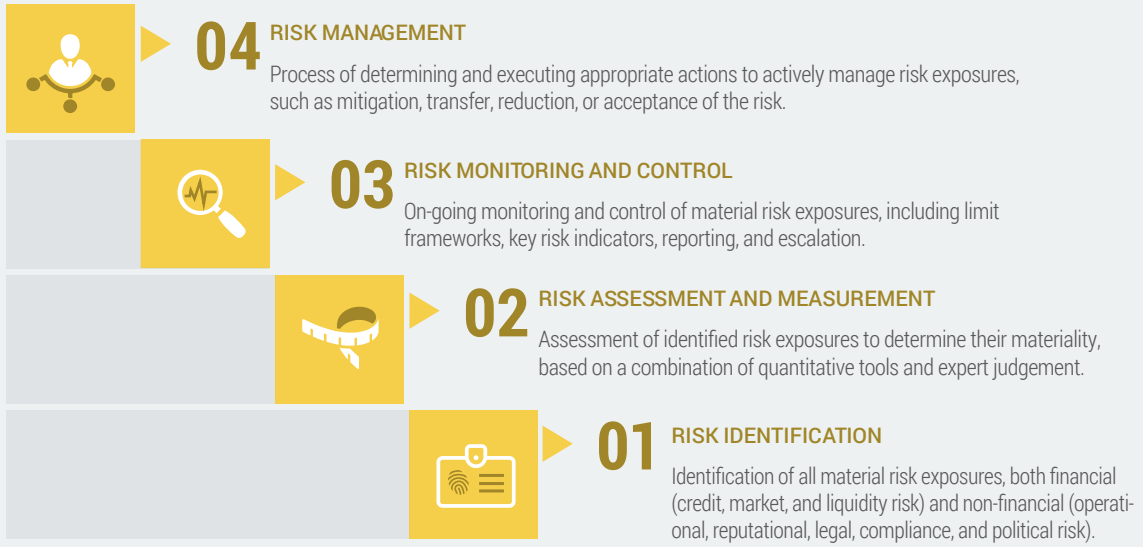 04
RISK MANAGEMENT
Process of determining and executing appropriate actions to actively manage risk exposures,
such as mitigation, transfer, reduction, or acceptance of the risk.
03
RISK MONITORING AND CONTROL
On-going monitoring and control of material risk exposures, including limit
frameworks, key risk indicators, reporting, and escalation.
02
RISK ASSESSMENT AND MEASUREMENT
Assessment of identified risk exposures to determine their materiality,
based on a combination of quantitative tools and expert judgement.
01
RISK IDENTIFICATION
Identification of all material risk exposures, both financial
(credit, market, and liquidity risk) and non-financial (operati-
onal, reputational, legal, compliance, and political risk).